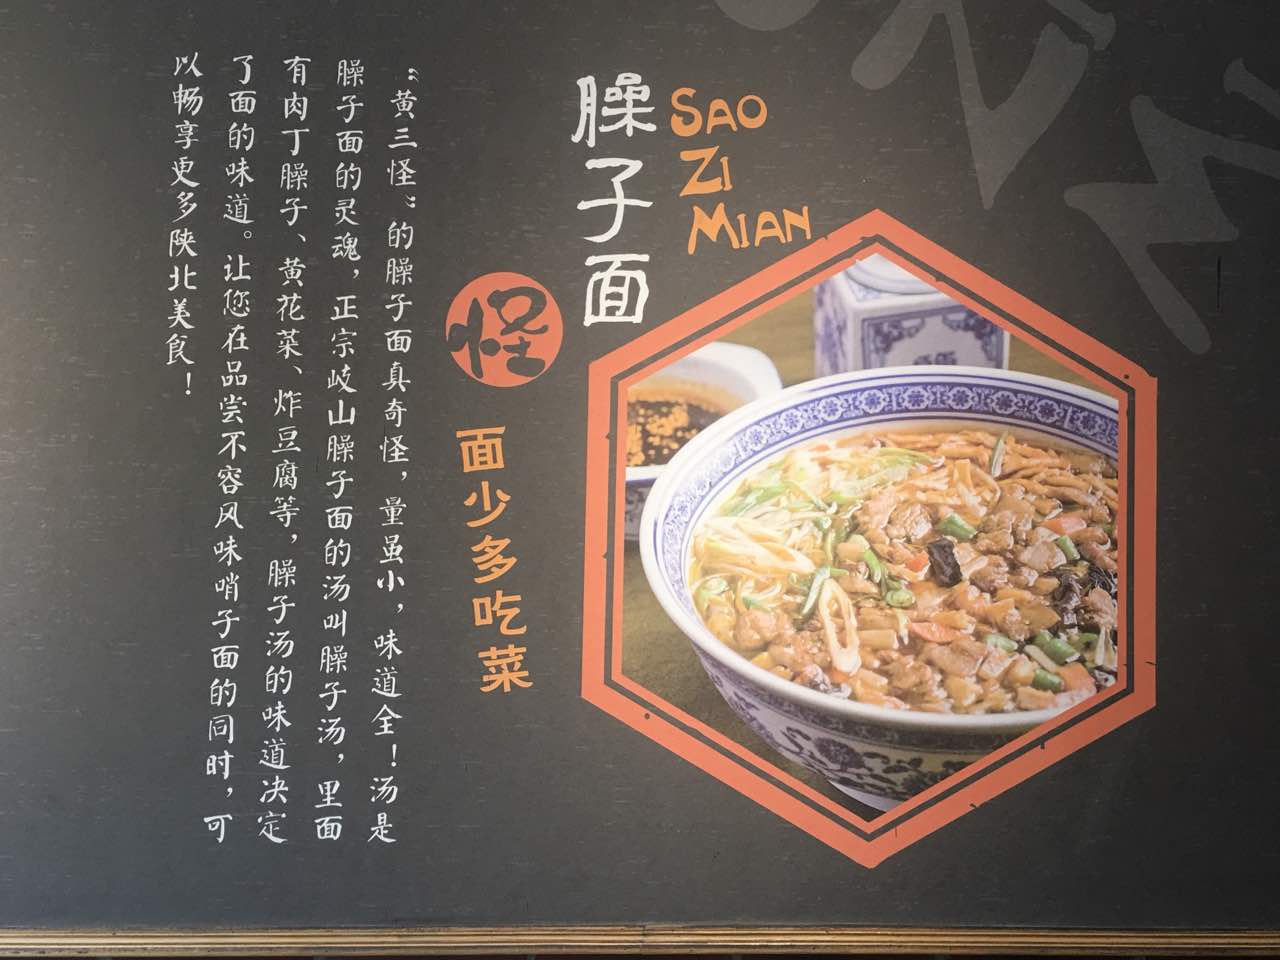 臊子面
SAO
ZI
MIAN
怪
面少多吃菜
“黄三怪”的臊子面真奇怪，量虽小，味道全！汤是
臊子面的灵魂，正宗岐山臊子面的汤叫臊子汤，里面
有肉丁臊子、黄花菜、炸豆腐等，臊子汤的味道决定
了面的味道。让您在品尝不容风味哨子面的同时，可
以畅享更多陕北美食！